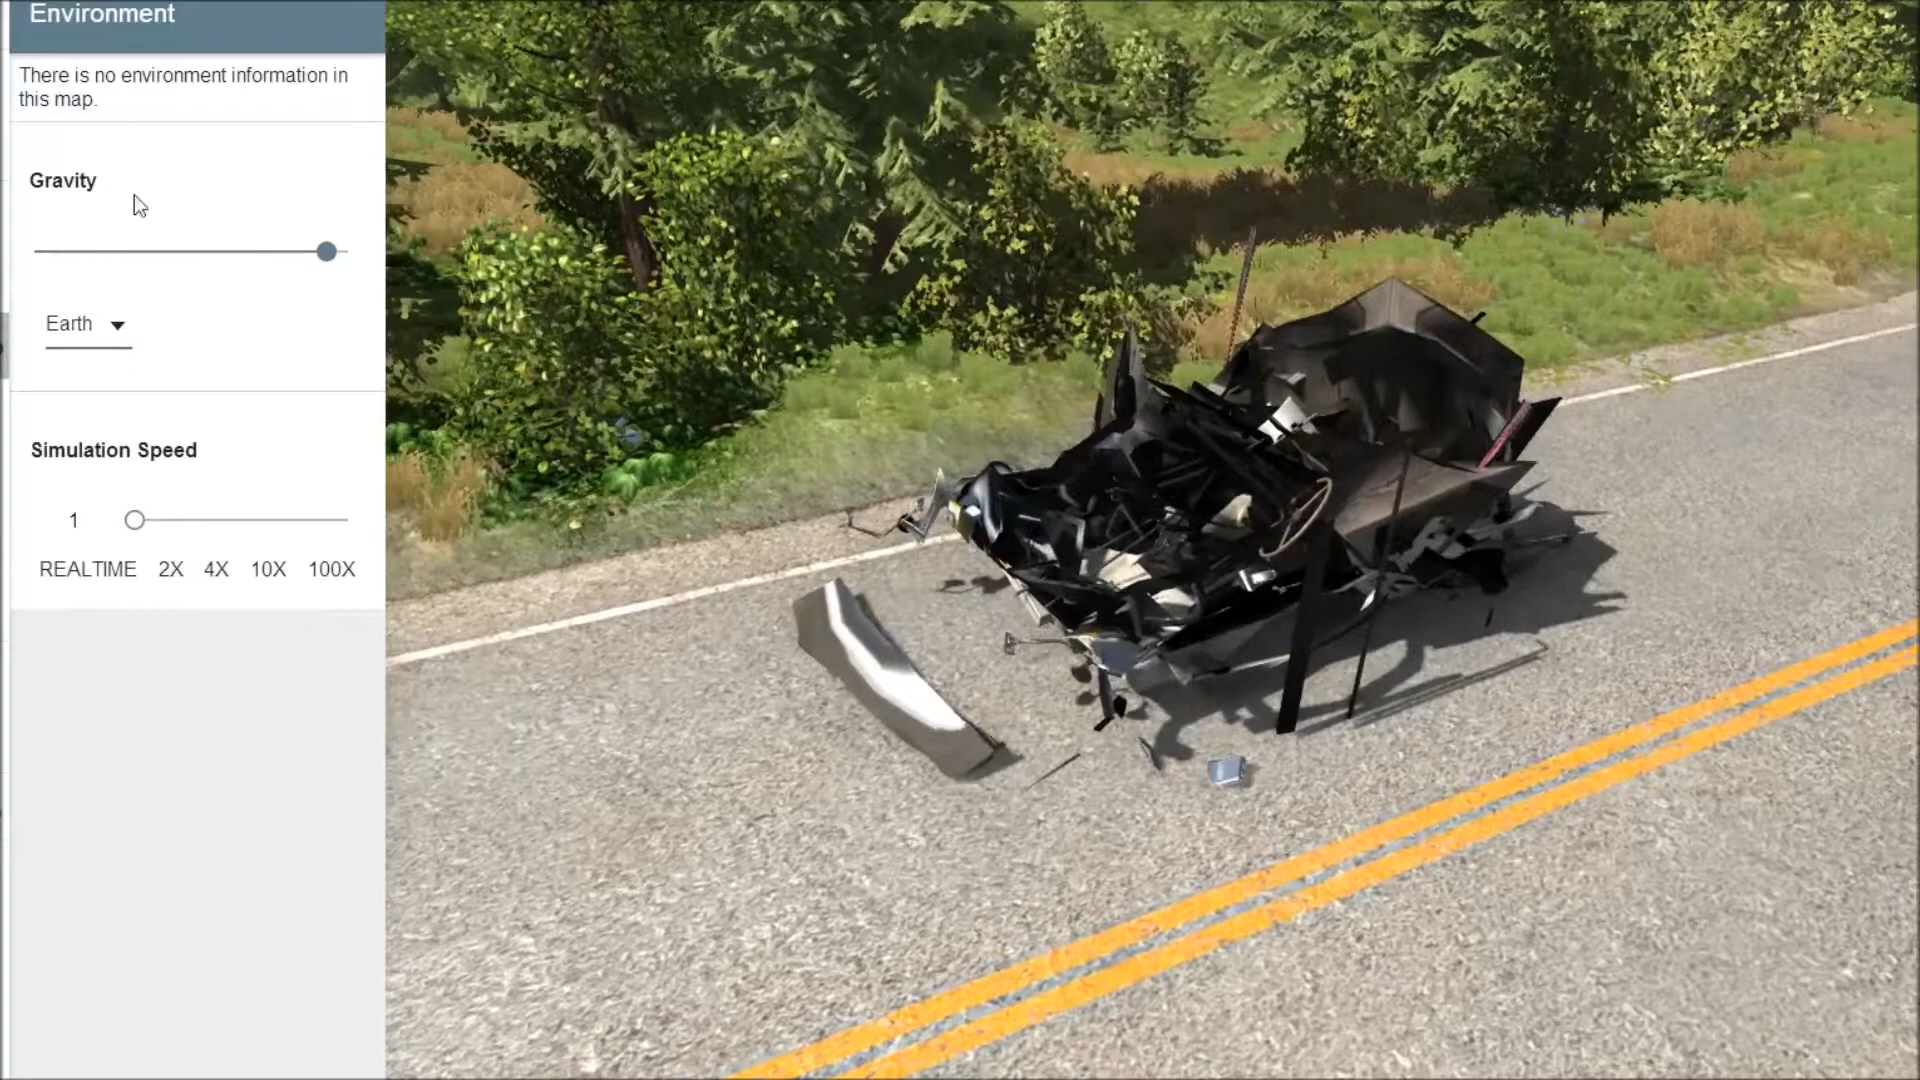 Environment
There is no environment information in
this map.
Gravity
Earth
Simulation Speed
1
REALTIME 2X 4X 10X 100X